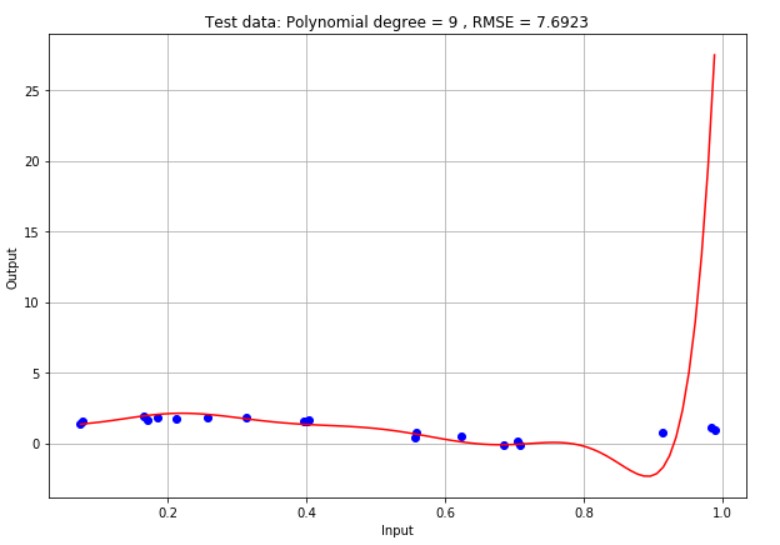 Test data: Polynomial degree = 9 , RMSE = 7.6923
25
20
15
10
5
0
Output
0.2 0.4 0.6 0.8 1.0
Input